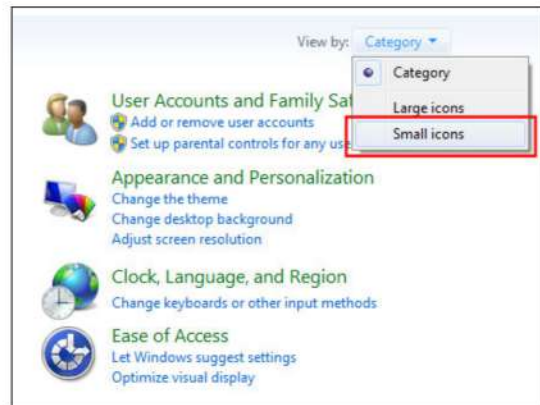 View by: Category
Category
Large icons
Small icons
User Accounts and Family
Add or remove user accounts
Set up parental controls for any
Appearance and Personalization
Change the theme
Change desktop background
Adjust screen resolution
Clock, Language, and Region
Change keyboards or other input methods
Ease of Access
Let Windows suggest settings
Optimize visual display